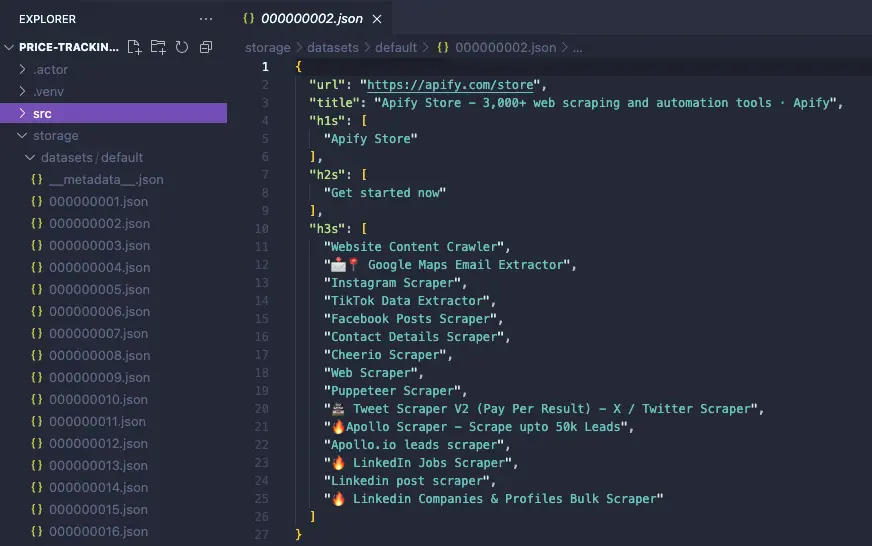 EXPLORER
PRICE-TRACKIN...
.actor
.venv
src
storage
datasets/default
__metadata__.json
000000001.json
000000002.json
000000003.json
000000004.json
000000005.json
000000006.json
000000007.json
000000008.json
000000009.json
000000010.json
000000011.json
000000012.json
000000013.json
000000014.json
000000015.json
000000016.json
{} 000000002.json ×
storage > datasets > default > {} 000000002.json > ...
1 {
2 "url": "https://apify.com/store",
3 "title": "Apify Store – 3,000+ web scraping and automation tools · Apify",
4 "h1s": [
5 "Apify Store"
6 ],
7 "h2s": [
8 "Get started now"
9 ],
10 "h3s": [
11 "Website Content Crawler",
12 "📩📍 Google Maps Email Extractor",
13 "Instagram Scraper",
14 "TikTok Data Extractor",
15 "Facebook Posts Scraper",
16 "Contact Details Scraper",
17 "Cheerio Scraper",
18 "Web Scraper",
19 "Puppeteer Scraper",
20 "🏯 Tweet Scraper V2 (Pay Per Result) – X / Twitter Scraper",
21 "🔥Apollo Scraper – Scrape upto 50k Leads",
22 "Apollo.io leads scraper",
23 "🔥 LinkedIn Jobs Scraper",
24 "Linkedin post scraper",
25 "🔥 Linkedin Companies & Profiles Bulk Scraper"
26 ]
27 }